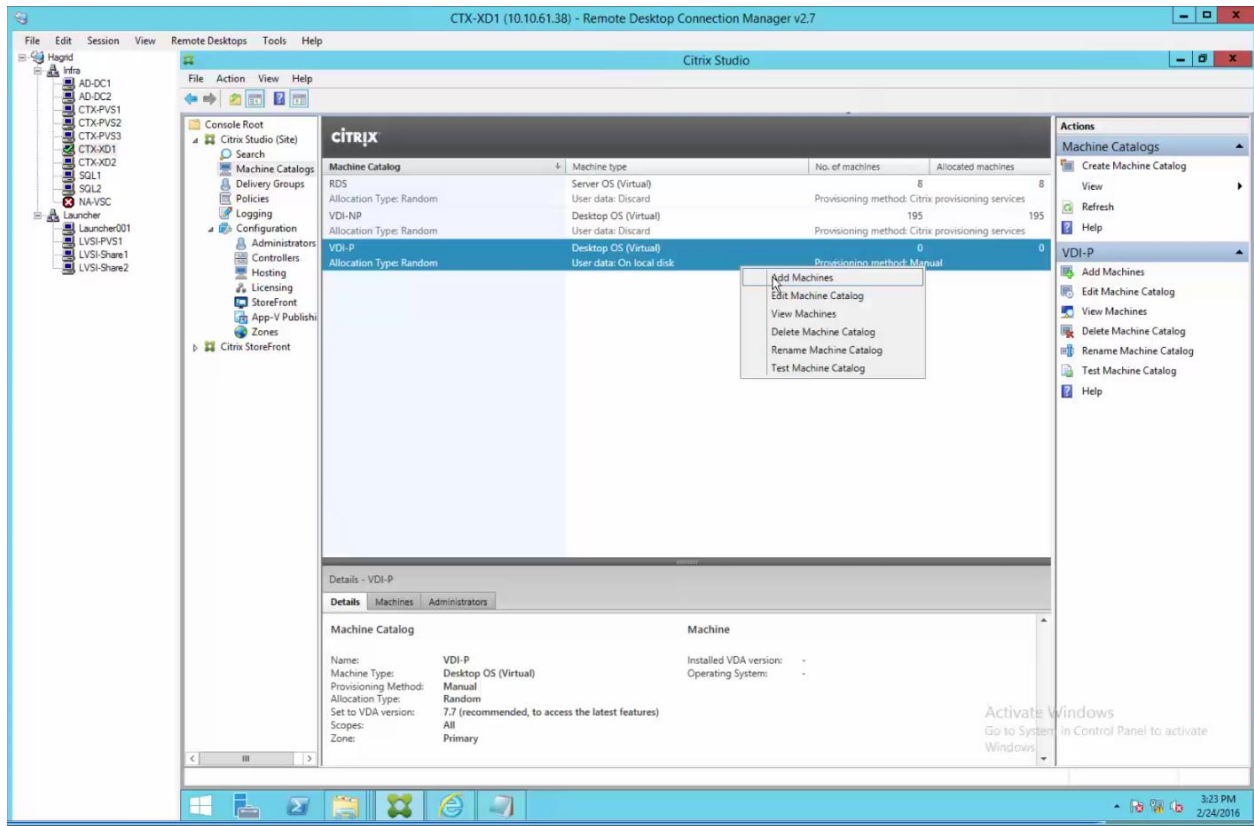 CTX-XD1 (10.10.61.38) - Remote Desktop Connection Manager v2.7
File Edit Session View Remote Desktops Tools Help
Hagrid
Infra
AD-DC1
AD-DC2
CTX-PVS1
CTX-PVS2
CTX-PVS3
CTX-XD1
CTX-XD2
SQL1
SQL2
NA-VSC
Launcher
Launcher001
LVSI-PVS1
LVSI-Share1
LVSI-Share2
Citrix Studio
File Action View Help
Console Root
Citrix Studio (Site)
Search
Machine Catalogs
Delivery Groups
Policies
Logging
Configuration
Administrators
Controllers
Hosting
Licensing
StoreFront
App-V Publishi
Zones
Citrix StoreFront
CİTRIX
Machine Catalog Machine type No. of machines Allocated machines
RDS Server OS (Virtual) 8 8
Allocation Type: Random User data: Discard Provisioning method: Citrix provisioning services
VDI-NP Desktop OS (Virtual) 195 195
Allocation Type: Random User data: Discard Provisioning method: Citrix provisioning services
VDI-P Desktop OS (Virtual) 0 0
Allocation Type: Random User data: On local disk Provisioning method: Manual
Add Machines
Edit Machine Catalog
View Machines
Delete Machine Catalog
Rename Machine Catalog
Test Machine Catalog
Details - VDI-P
Details Machines Administrators
Machine Catalog Machine
Name: VDI-P Installed VDA version: -
Machine Type: Desktop OS (Virtual) Operating System: -
Provisioning Method: Manual
Allocation Type: Random
Set to VDA version: 7.7 (recommended, to access the latest features)
Scopes: All
Zone: Primary
Actions
Machine Catalogs
Create Machine Catalog
View
Refresh
Help
VDI-P
Add Machines
Edit Machine Catalog
View Machines
Delete Machine Catalog
Rename Machine Catalog
Test Machine Catalog
Help
Activate Windows
Go to System in Control Panel to activate
Windows.
3:23 PM
2/24/2016